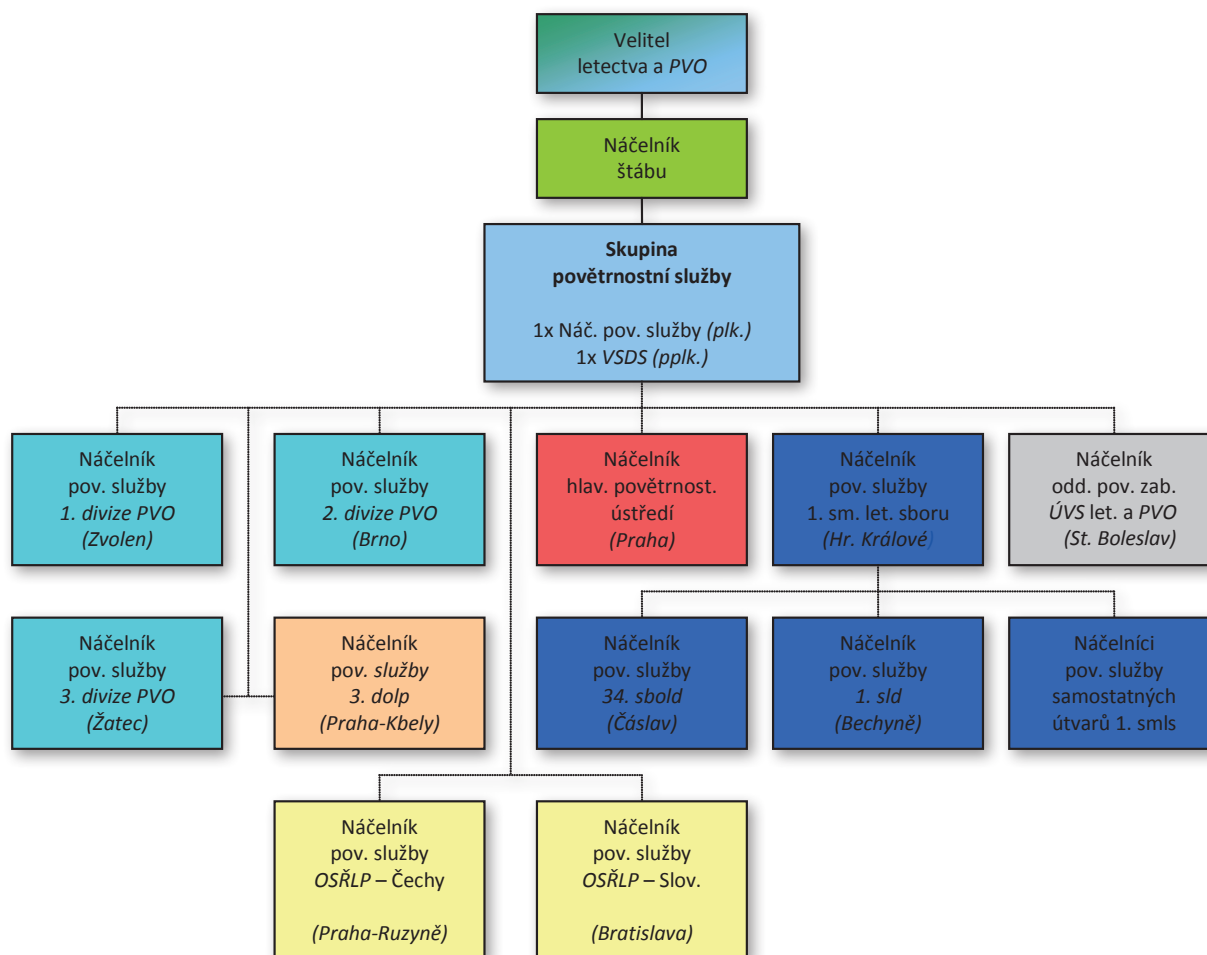 Velitel
letectva a PVO
Náčelník
štábu
Skupina
povětrnostní služby
1x Náč. pov. služby (plk.)
1x VSDS (pplk.)
Náčelník
pov. služby
1. divize PVO
(Zvolen)
Náčelník
pov. služby
2. divize PVO
(Brno)
Náčelník
hlav. povětrnost.
ústředí
(Praha)
Náčelník
pov. služby
1. sm. let. sboru
(Hr. Králové)
Náčelník
odd. pov. zab.
ÚVS let. a PVO
(St. Boleslav)
Náčelník
pov. služby
3. divize PVO
(Žatec)
Náčelník
pov. služby
3. dolp
(Praha-Kbely)
Náčelník
pov. služby
34. sbold
(Čáslav)
Náčelník
pov. služby
1. sld
(Bechyně)
Náčelníci
pov. služby
samostatných
útvarů 1. smls
Náčelník
pov. služby
OSŘLP – Čechy
(Praha-Ruzyně)
Náčelník
pov. služby
OSŘLP – Slov.
(Bratislava)